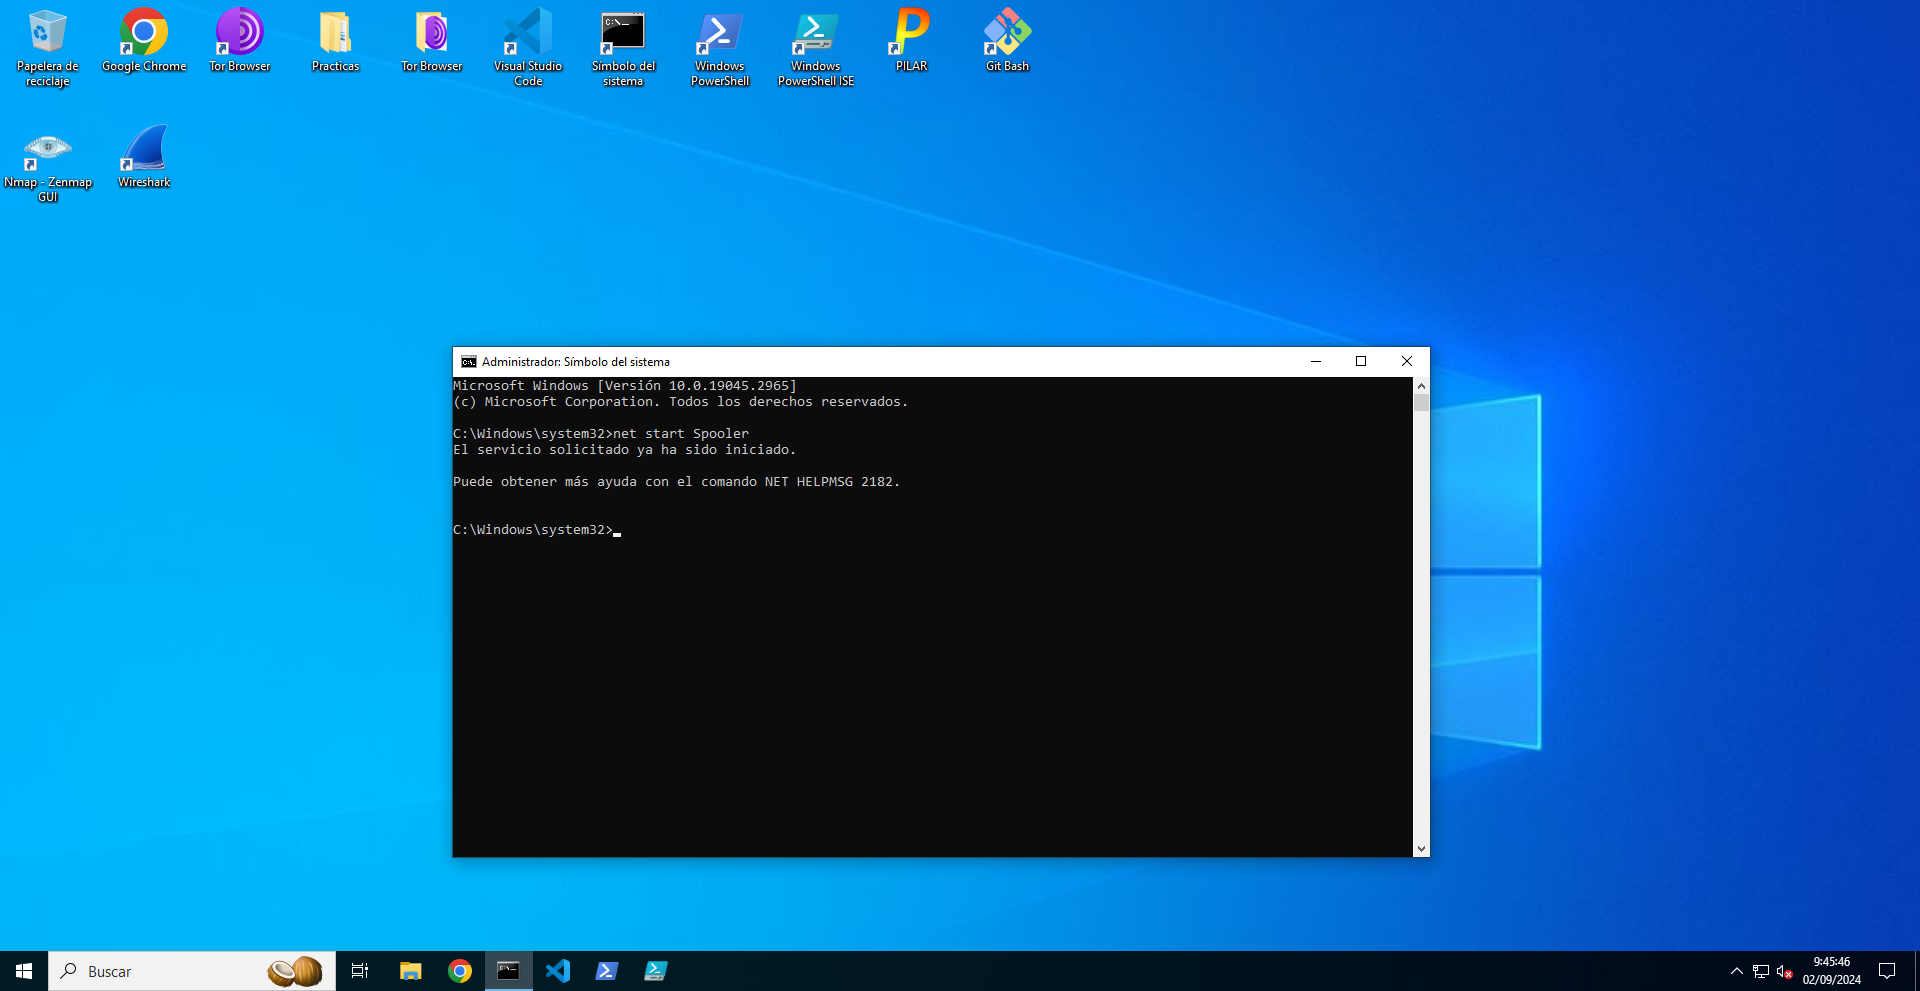 Papelera de
reciclaje
Google Chrome
Tor Browser
Practicas
Tor Browser
Visual Studio
Code
Símbolo del
sistema
Windows
PowerShell
Windows
PowerShell ISE
PILAR
Git Bash
Nmap - Zenmap
GUI
Wireshark
Administrador: Símbolo del sistema
Microsoft Windows [Versión 10.0.19045.2965]
(c) Microsoft Corporation. Todos los derechos reservados.
C:\Windows\system32>net start Spooler
El servicio solicitado ya ha sido iniciado.
Puede obtener más ayuda con el comando NET HELPMSG 2182.
C:\Windows\system32>
Buscar
9:45:46
02/09/2024